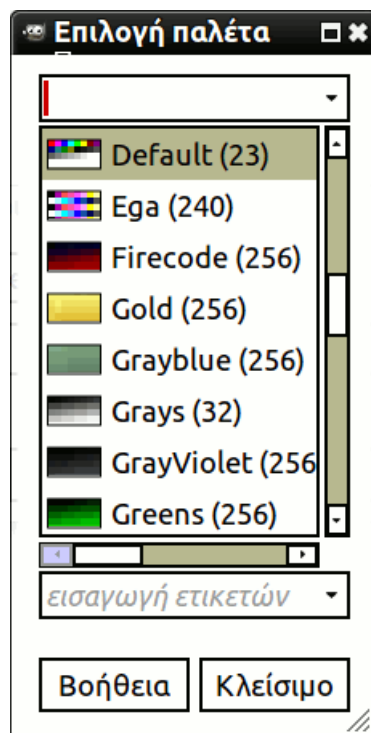 Επιλογή παλέτα
Default (23)
Ega (240)
Firecode (256)
Gold (256)
Grayblue (256)
Grays (32)
GrayViolet (256
Greens (256)
εισαγωγή ετικετών
Βοήθεια Κλείσιμο